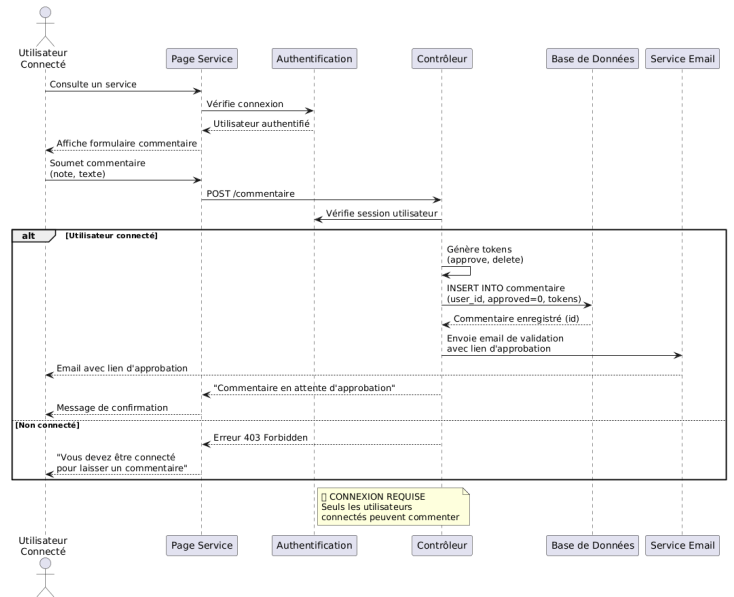 Utilisateur
Connecté
Page Service
Authentification
Contrôleur
Base de Données
Service Email
Consulte un service
Vérifie connexion
Utilisateur authentifié
Affiche formulaire commentaire
Soumet commentaire
(note, texte)
POST /commentaire
Vérifie session utilisateur
alt
[Utilisateur connecté]
Génère tokens
(approve, delete)
INSERT INTO commentaire
(user_id, approved=0, tokens)
Commentaire enregistré (id)
Envoie email de validation
avec lien d'approbation
Email avec lien d'approbation
"Commentaire en attente d'approbation"
Message de confirmation
[Non connecté]
Erreur 403 Forbidden
"Vous devez être connecté
pour laisser un commentaire"
CONNEXION REQUISE
Seuls les utilisateurs
connectés peuvent commenter
Utilisateur
Connecté
Page Service
Authentification
Contrôleur
Base de Données
Service Email